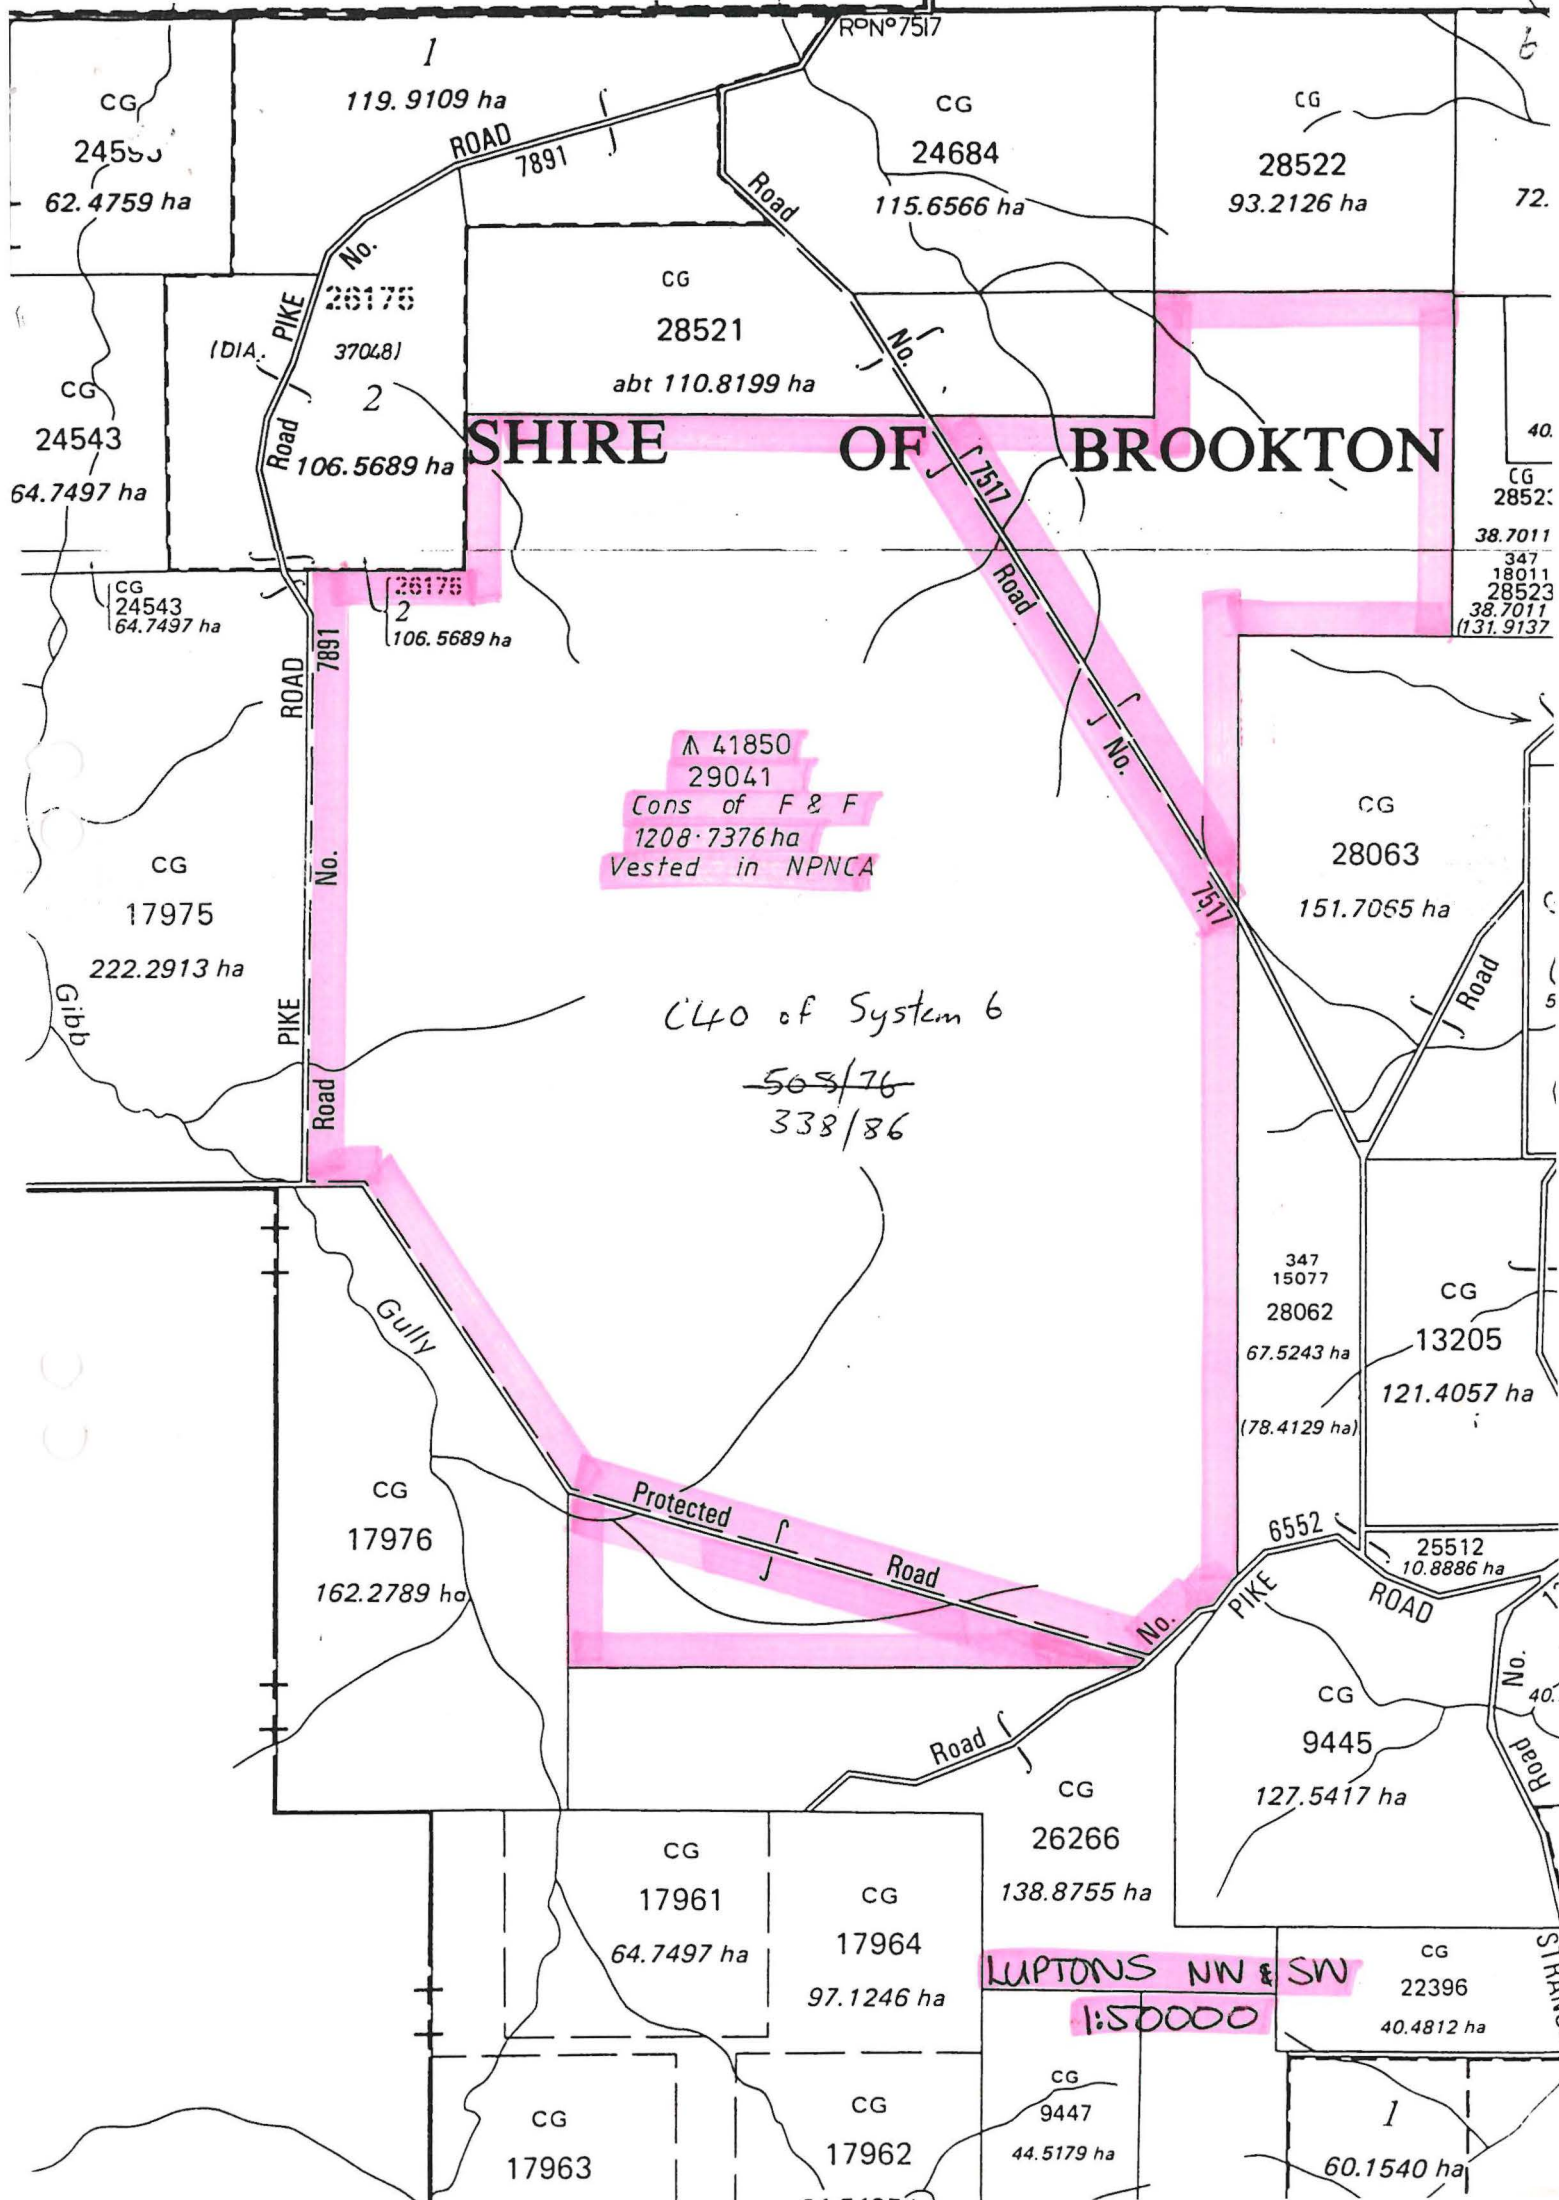 Rᴰ Nº 7517
1
119.9109 ha
CG
62.4759 ha
ROAD
7891
CG
24684
115.6566 ha
CG
28522
93.2126 ha
72.
Road
No.
PIKE
26175
(DIA. 37048)
2
Road
106.5689 ha
CG
28521
abt 110.8199 ha
No.
CG
24543
64.7497 ha
SHIRE OF BROOKTON
7517
40.
CG
28523
38.7011
347
18011
28523
38.7011
(131.9137
CG
24543
64.7497 ha
26175
2
106.5689 ha
Road
7891
ROAD
No.
⩚ 41850
29041
Cons of F & F
1208·7376 ha
Vested in NPNCA
No.
7517
CG
28063
151.7065 ha
CG
17975
222.2913 ha
Gibb
PIKE
Road
Road
C40 of System 6
508/76
338/86
347
15077
28062
67.5243 ha
(78.4129 ha)
CG
13205
121.4057 ha
Gully
CG
17976
162.2789 ha
Protected Road No.
6552
PIKE ROAD
25512
10.8886 ha
No.
40.
Road
CG
9445
127.5417 ha
Road
CG
26266
138.8755 ha
CG
17961
64.7497 ha
CG
17964
97.1246 ha
LUPTONS NW & SW
1:50000
CG
22396
40.4812 ha
CG
17963
CG
17962
CG
9447
44.5179 ha
1
60.1540 ha